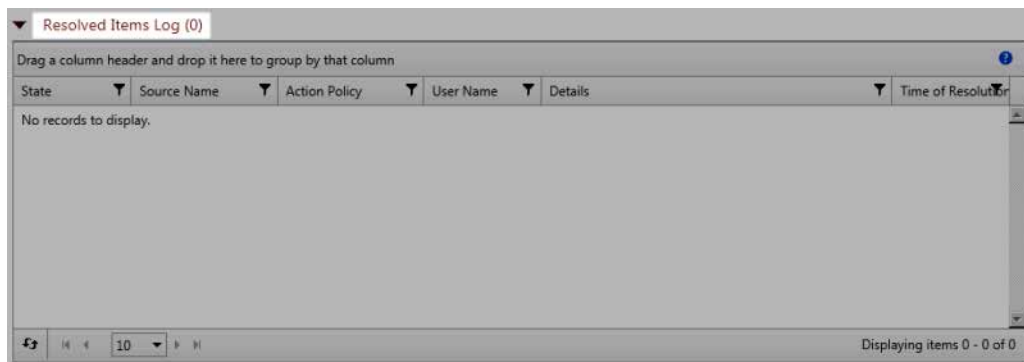 Resolved Items Log (0)
Drag a column header and drop it here to group by that column
State Source Name Action Policy User Name Details Time of Resolution
No records to display.
10 Displaying items 0 - 0 of 0